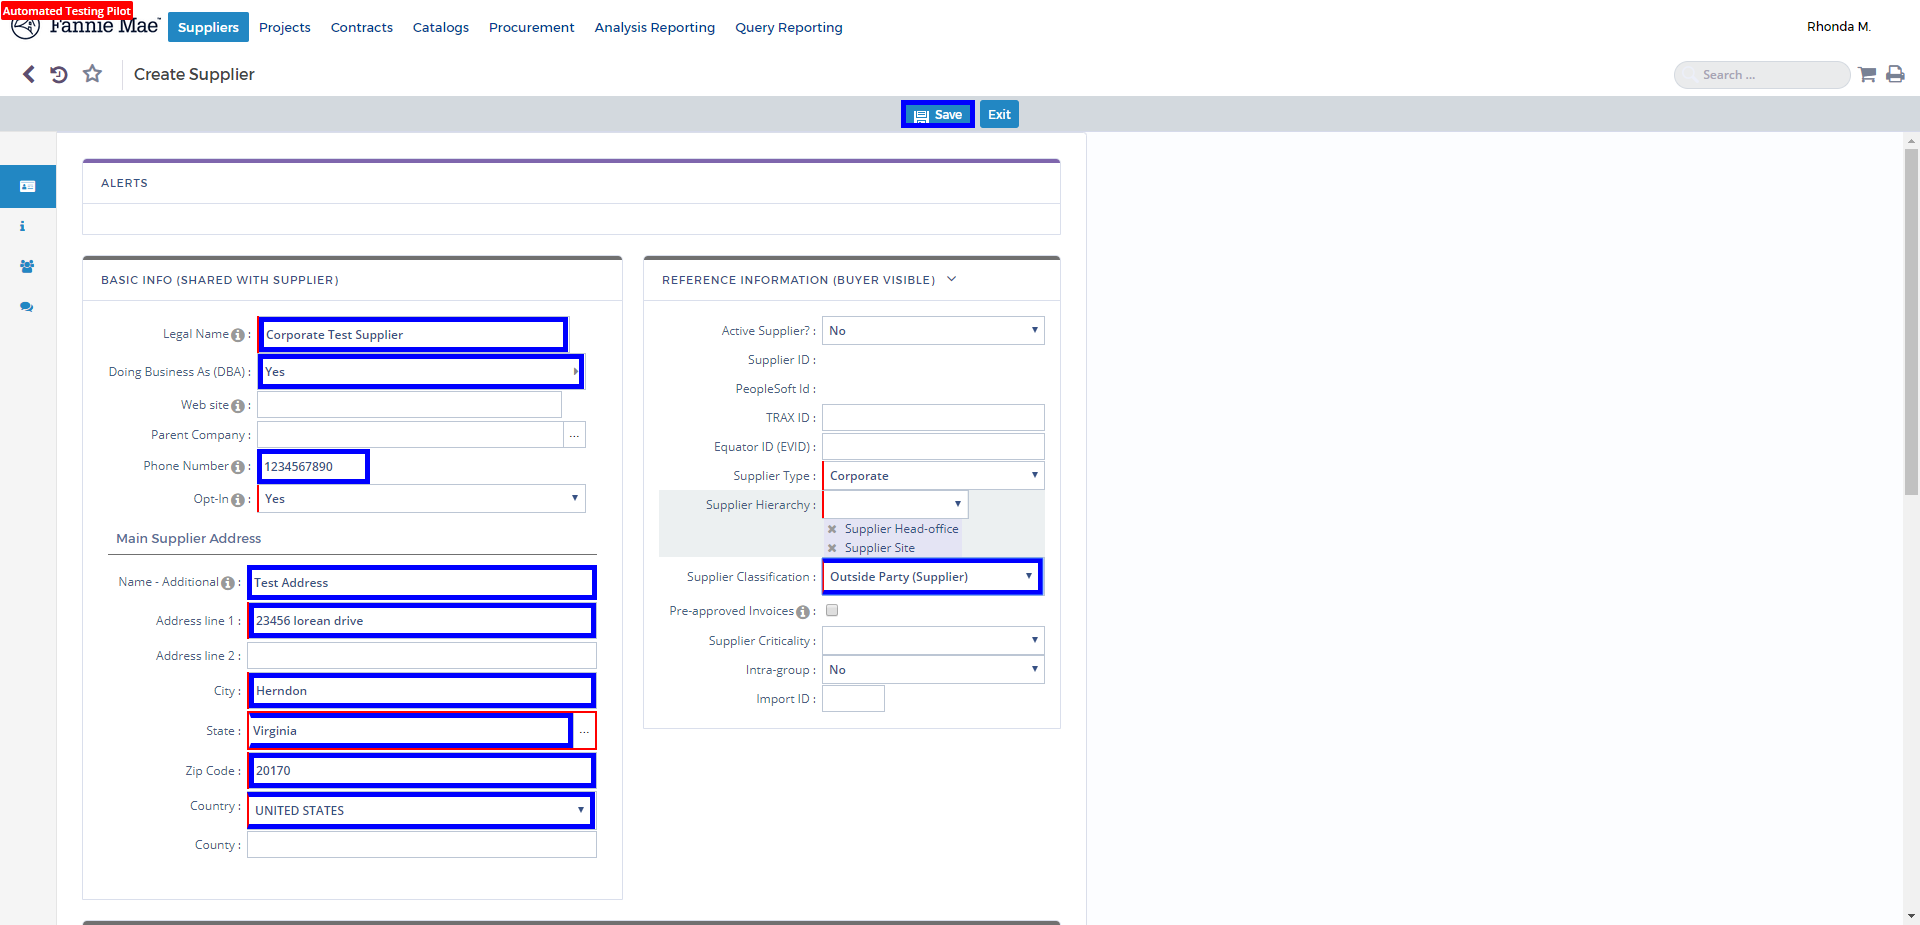 Automated Testing Pilot
Fannie Mae
Suppliers Projects Contracts Catalogs Procurement Analysis Reporting Query Reporting
Rhonda M.
Create Supplier
Search ...
Save Exit
ALERTS
BASIC INFO (SHARED WITH SUPPLIER)
Legal Name : Corporate Test Supplier
Doing Business As (DBA) : Yes
Web site :
Parent Company : ...
Phone Number : 1234567890
Opt-In : Yes
Main Supplier Address
Name - Additional : Test Address
Address line 1 : 23456 lorean drive
Address line 2 :
City : Herndon
State : Virginia ...
Zip Code : 20170
Country : UNITED STATES
County :
REFERENCE INFORMATION (BUYER VISIBLE)
Active Supplier? : No
Supplier ID :
PeopleSoft Id :
TRAX ID :
Equator ID (EVID) :
Supplier Type : Corporate
Supplier Hierarchy :
Supplier Head-office
Supplier Site
Supplier Classification : Outside Party (Supplier)
Pre-approved Invoices :
Supplier Criticality :
Intra-group : No
Import ID :